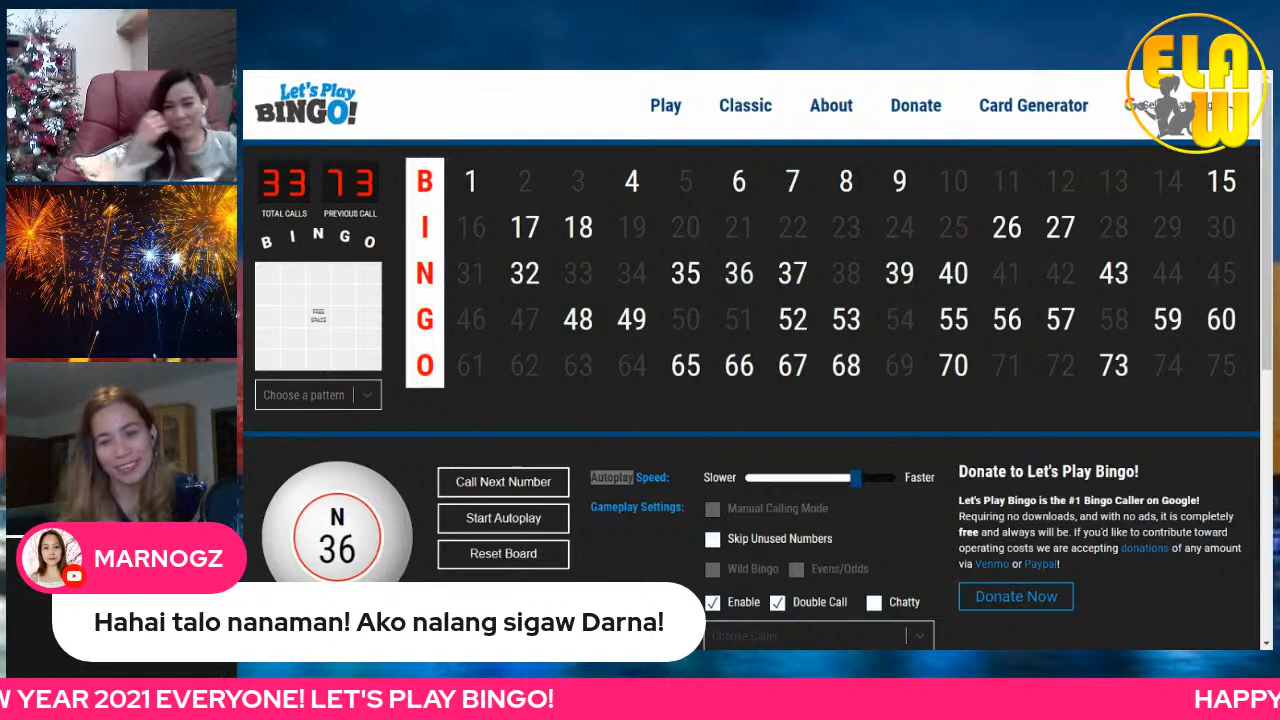 ELA
W
Let's Play
BINGO!
Play
Classic
About
Donate
Card Generator
33
73
TOTAL CALLS
PREVIOUS CALL
B I N G O
FREE
SPACE
Choose a pattern
B 1 2 3 4 5 6 7 8 9 10 11 12 13 14 15
I 16 17 18 19 20 21 22 23 24 25 26 27 28 29 30
N 31 32 33 34 35 36 37 38 39 40 41 42 43 44 45
G 46 47 48 49 50 51 52 53 54 55 56 57 58 59 60
O 61 62 63 64 65 66 67 68 69 70 71 72 73 74 75
N
36
Call Next Number
Start Autoplay
Reset Board
Autoplay Speed:
Slower
Faster
Gameplay Settings:
Manual Calling Mode
Skip Unused Numbers
Wild Bingo
Evens/Odds
Enable
Double Call
Chatty
Choose Caller
Donate to Let's Play Bingo!
Let's Play Bingo is the #1 Bingo Caller on Google!
Requiring no downloads, and with no ads, it is completely
free and always will be. If you'd like to contribute toward
operating costs we are accepting donations of any amount
via Venmo or Paypal!
Donate Now
MARNOGZ
Hahai talo nanaman! Ako nalang sigaw Darna!
W YEAR 2021 EVERYONE! LET'S PLAY BINGO!
HAPPY